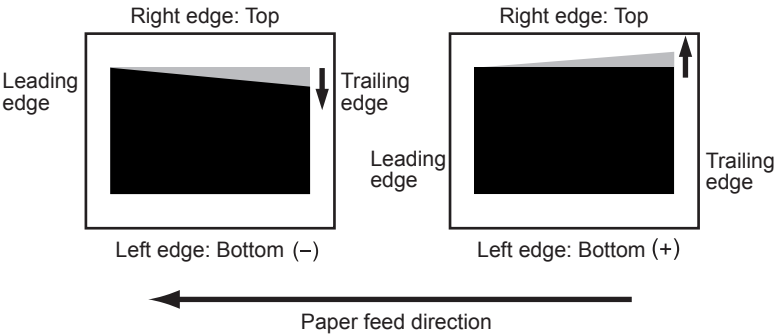 Right edge: Top
Right edge: Top
Leading
edge
Trailing
edge
Leading
edge
Trailing
edge
Left edge: Bottom (−)
Left edge: Bottom (+)
Paper feed direction